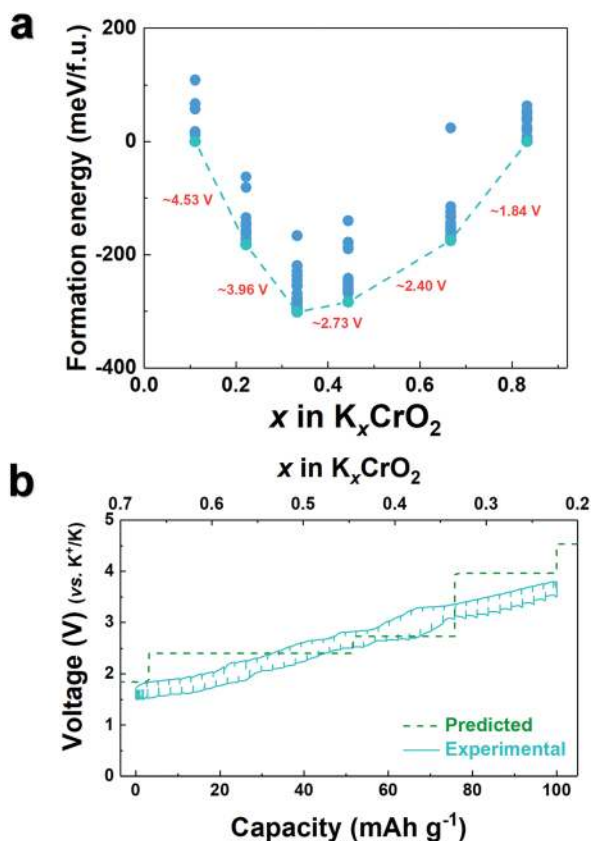 a
Formation energy (meV/f.u.)
200
100
0
-200
-400
~4.53 V
~3.96 V
~2.73 V
~2.40 V
~1.84 V
0.0 0.2 0.4 0.6 0.8
x in KₓCrO₂
b
x in KₓCrO₂
0.7 0.6 0.5 0.4 0.3 0.2
Voltage (V) (vs. K⁺/K)
5
4
3
2
1
0
Predicted
Experimental
0 20 40 60 80 100
Capacity (mAh g⁻¹)